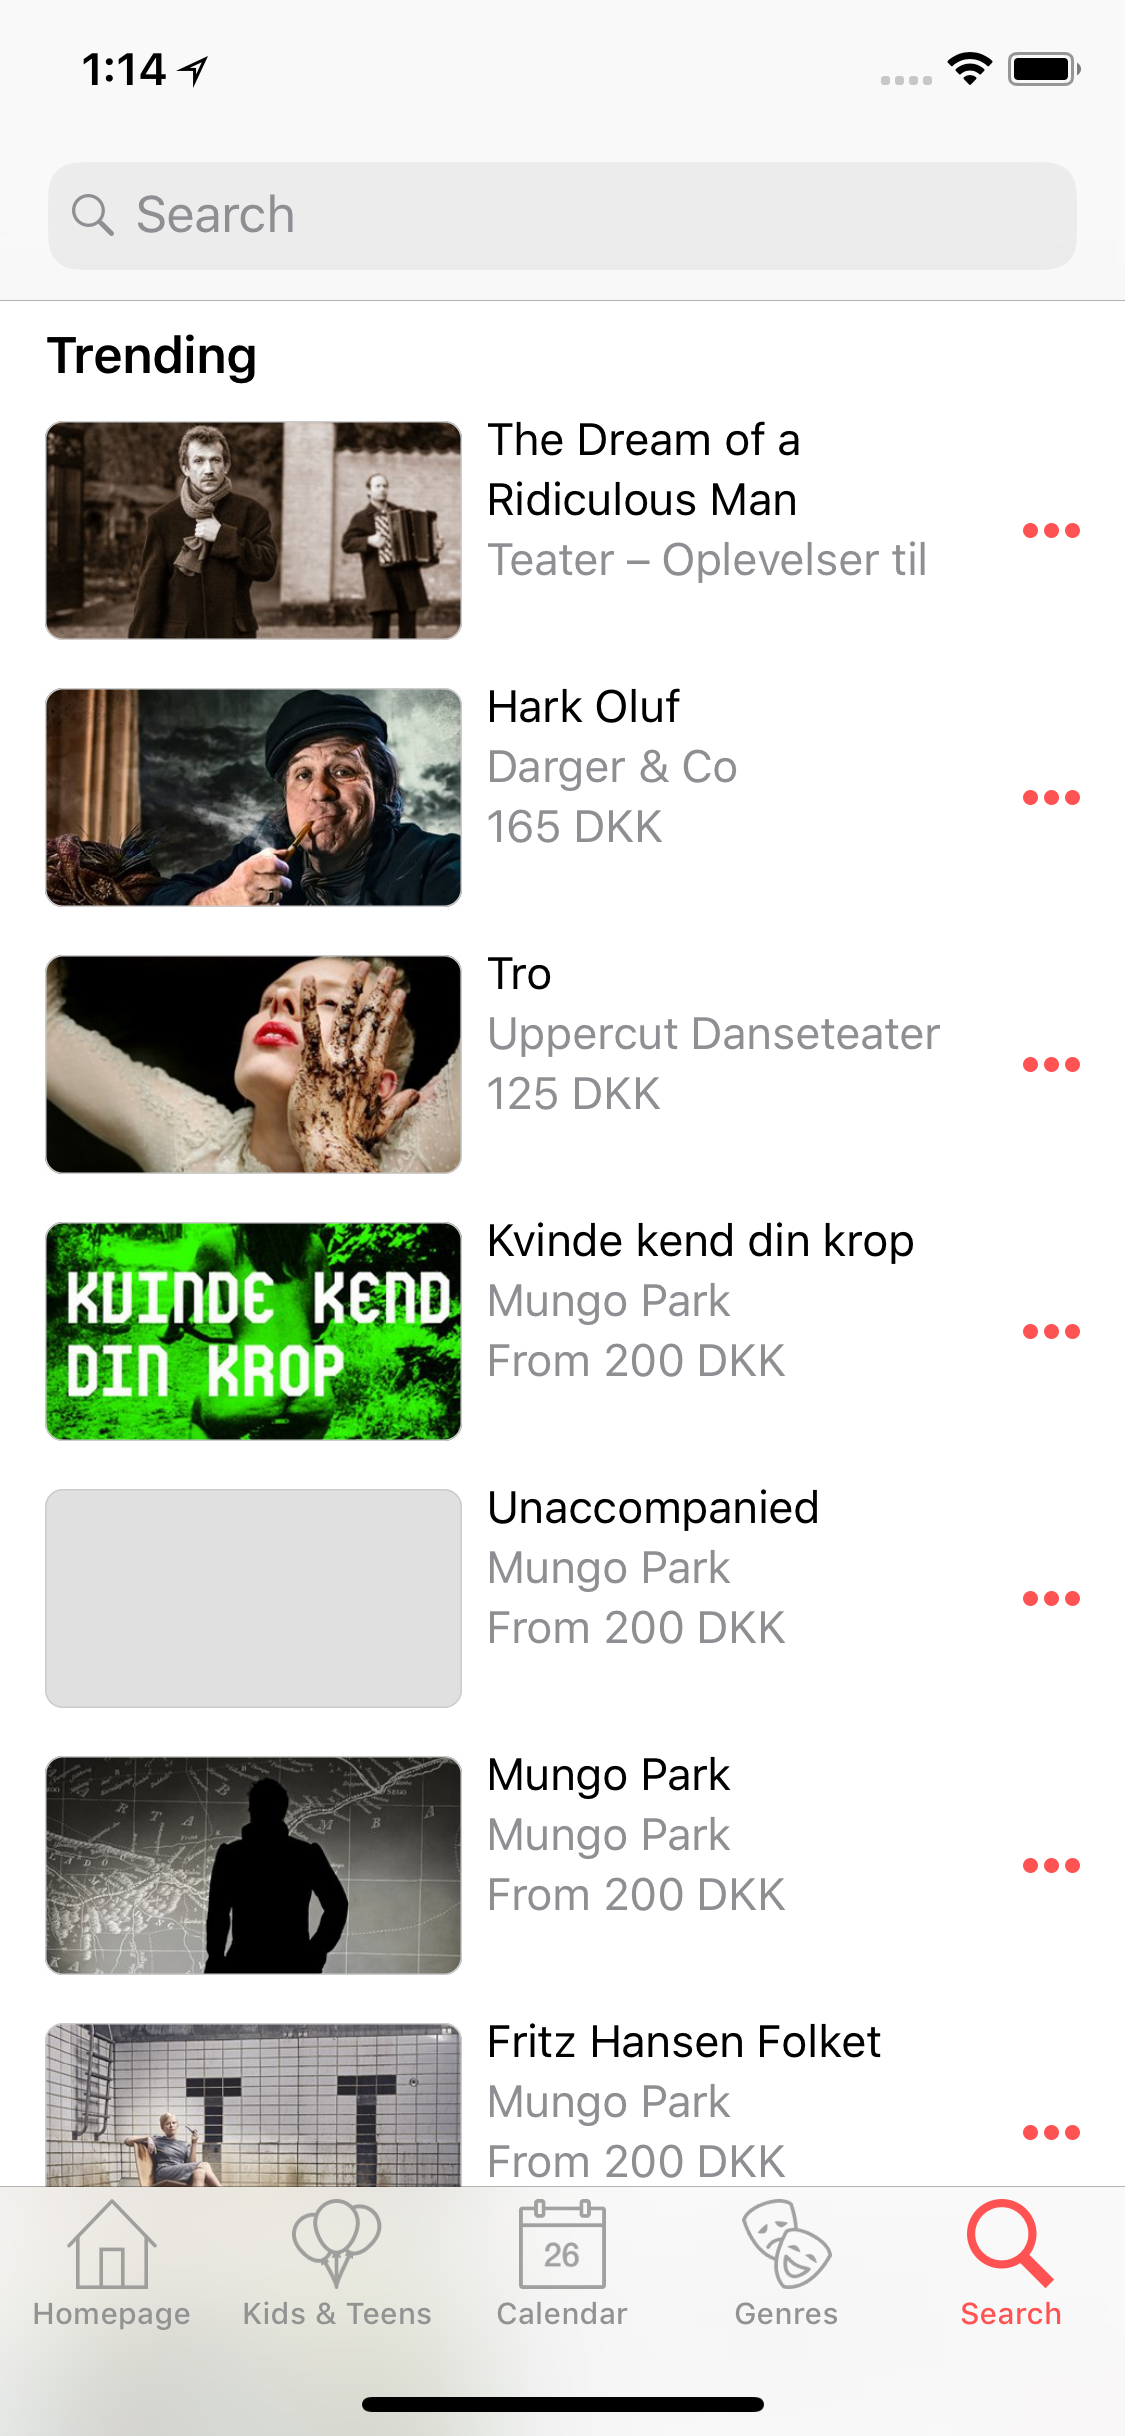 1:14
Search
Trending
The Dream of a
Ridiculous Man
Teater – Oplevelser til
Hark Oluf
Darger & Co
165 DKK
Tro
Uppercut Danseteater
125 DKK
KVINDE KEND
DIN KROP
Kvinde kend din krop
Mungo Park
From 200 DKK
Unaccompanied
Mungo Park
From 200 DKK
Mungo Park
Mungo Park
From 200 DKK
Fritz Hansen Folket
Mungo Park
From 200 DKK
26
Homepage
Kids & Teens
Calendar
Genres
Search